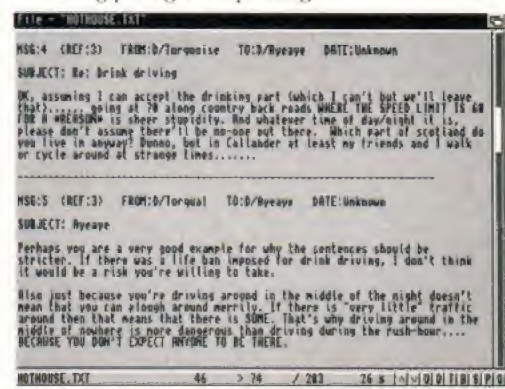 File - "HOTHOUSE.TXT"
MSG:4 (REF:3) FROM:D/Torquoise TO:D/Ryeaye DATE:Unknown
SUBJECT: Re: Drink driving
OK, assuming I can accept the drinking part (which I can't but we'll leave
that)...... going at 70 along country back roads WHERE THE SPEED LIMIT IS 60
FOR A *REASON* is sheer stupidity. And whatever time of day/night it is,
please don't assume there'll be no-one out there. Which part of scotland do
you live in anyway? Dunno, but in Callander at least my friends and I walk
or cycle around at strange times.......
MSG:5 (REF:3) FROM:D/Torqual TO:D/Ryeaye DATE:Unknown
SUBJECT: Ryeaye
Perhaps you are a very good example for why the sentences should be
stricter. If there was a life ban imposed for drink driving, I don't think
it would be a risk you're willing to take.
Also just because you're driving around in the middle of the night doesn't
mean that you can plough around merrily. If there is "very little" traffic
around then that means that there is SOME. That's why driving around in the
middle of nowhere is more dangerous than driving during the rush-hour....
BECAUSE YOU DON'T EXPECT ANYONE TO BE THERE.
HOTHOUSE.TXT 46 > 74 / 203 26 %